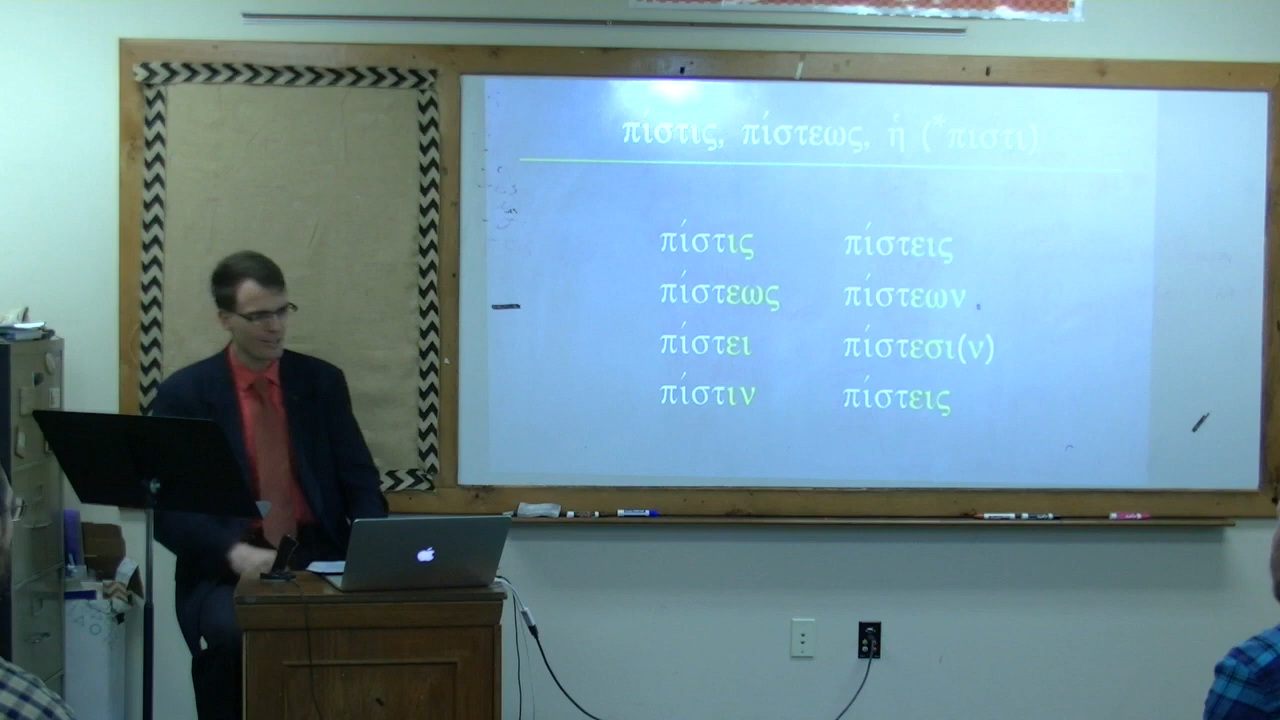 πίστις, πίστεως, ἡ (*πιστι)
πίστις πίστεις
πίστεως πίστεων
πίστει πίστεσι(ν)
πίστιν πίστεις